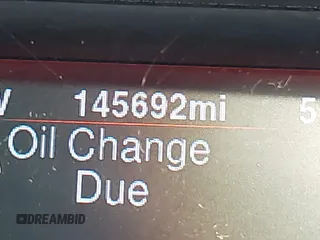 145692mi
Oil Change
Due
DREAMBID